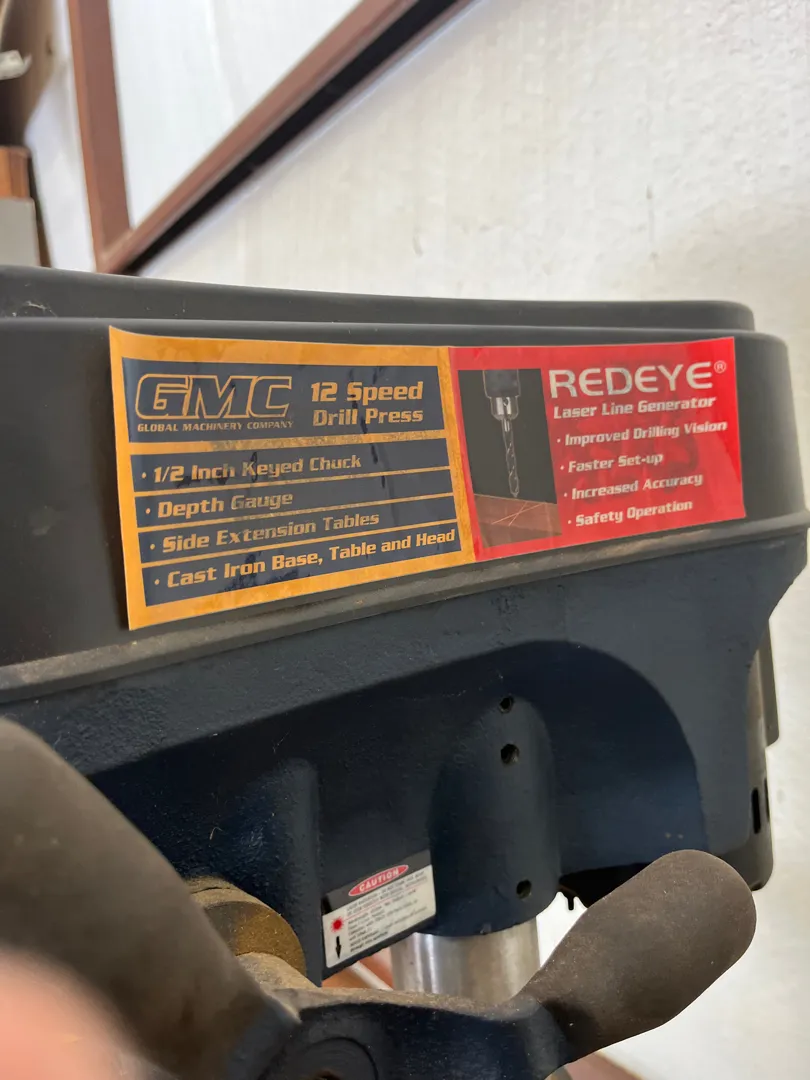 GMC
GLOBAL MACHINERY COMPANY
12 Speed
Drill Press
· 1/2 Inch Keyed Chuck
· Depth Gauge
· Side Extension Tables
· Cast Iron Base, Table and Head
REDEYE®
Laser Line Generator
· Improved Drilling Vision
· Faster Set-up
· Increased Accuracy
· Safety Operation
CAUTION